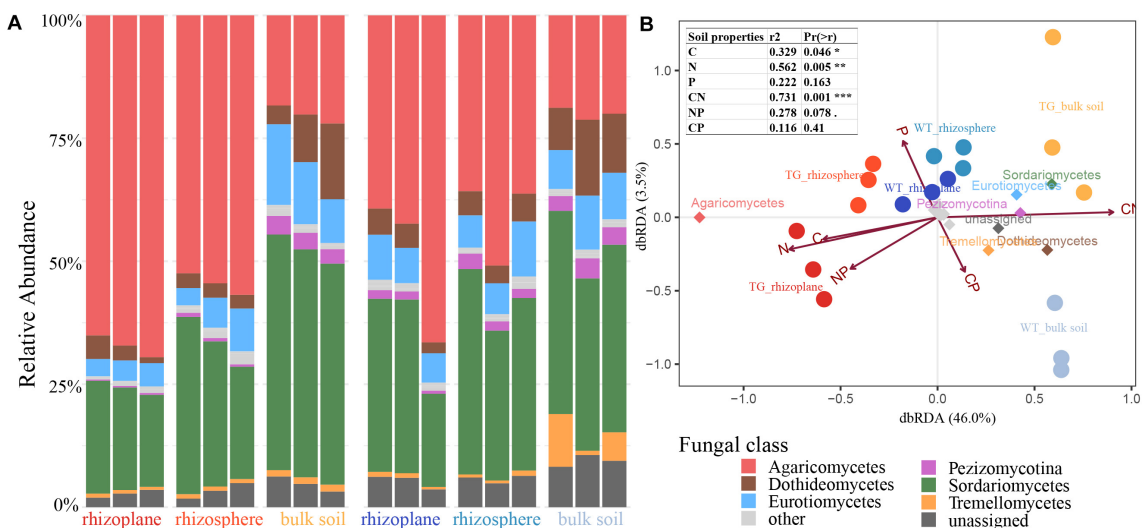 A
Relative Abundance
100%
75%
50%
25%
0%
rhizoplane rhizosphere bulk soil rhizoplane rhizosphere bulk soil
B
Soil properties r2 Pr(>r)
C 0.329 0.046 *
N 0.562 0.005 **
P 0.222 0.163
CN 0.731 0.001 ***
NP 0.278 0.078 .
CP 0.116 0.41
dbRDA (3.5%)
1.0
0.5
0.0
−0.5
−1.0
TG_bulk soil
P
WT_rhizosphere
TG_rhizosphere
Sordariomycetes
WT_rhizoplane
Eurotiomycetes
Agaricomycetes
Pezizomycotina
CN
unassigned
C
N
Tremellomycetes
Dothideomycetes
NP
CP
TG_rhizoplane
WT_bulk soil
−1.0 −0.5 0.0 0.5 1.0
dbRDA (46.0%)
Fungal class
Agaricomycetes
Dothideomycetes
Eurotiomycetes
other
Pezizomycotina
Sordariomycetes
Tremellomycetes
unassigned